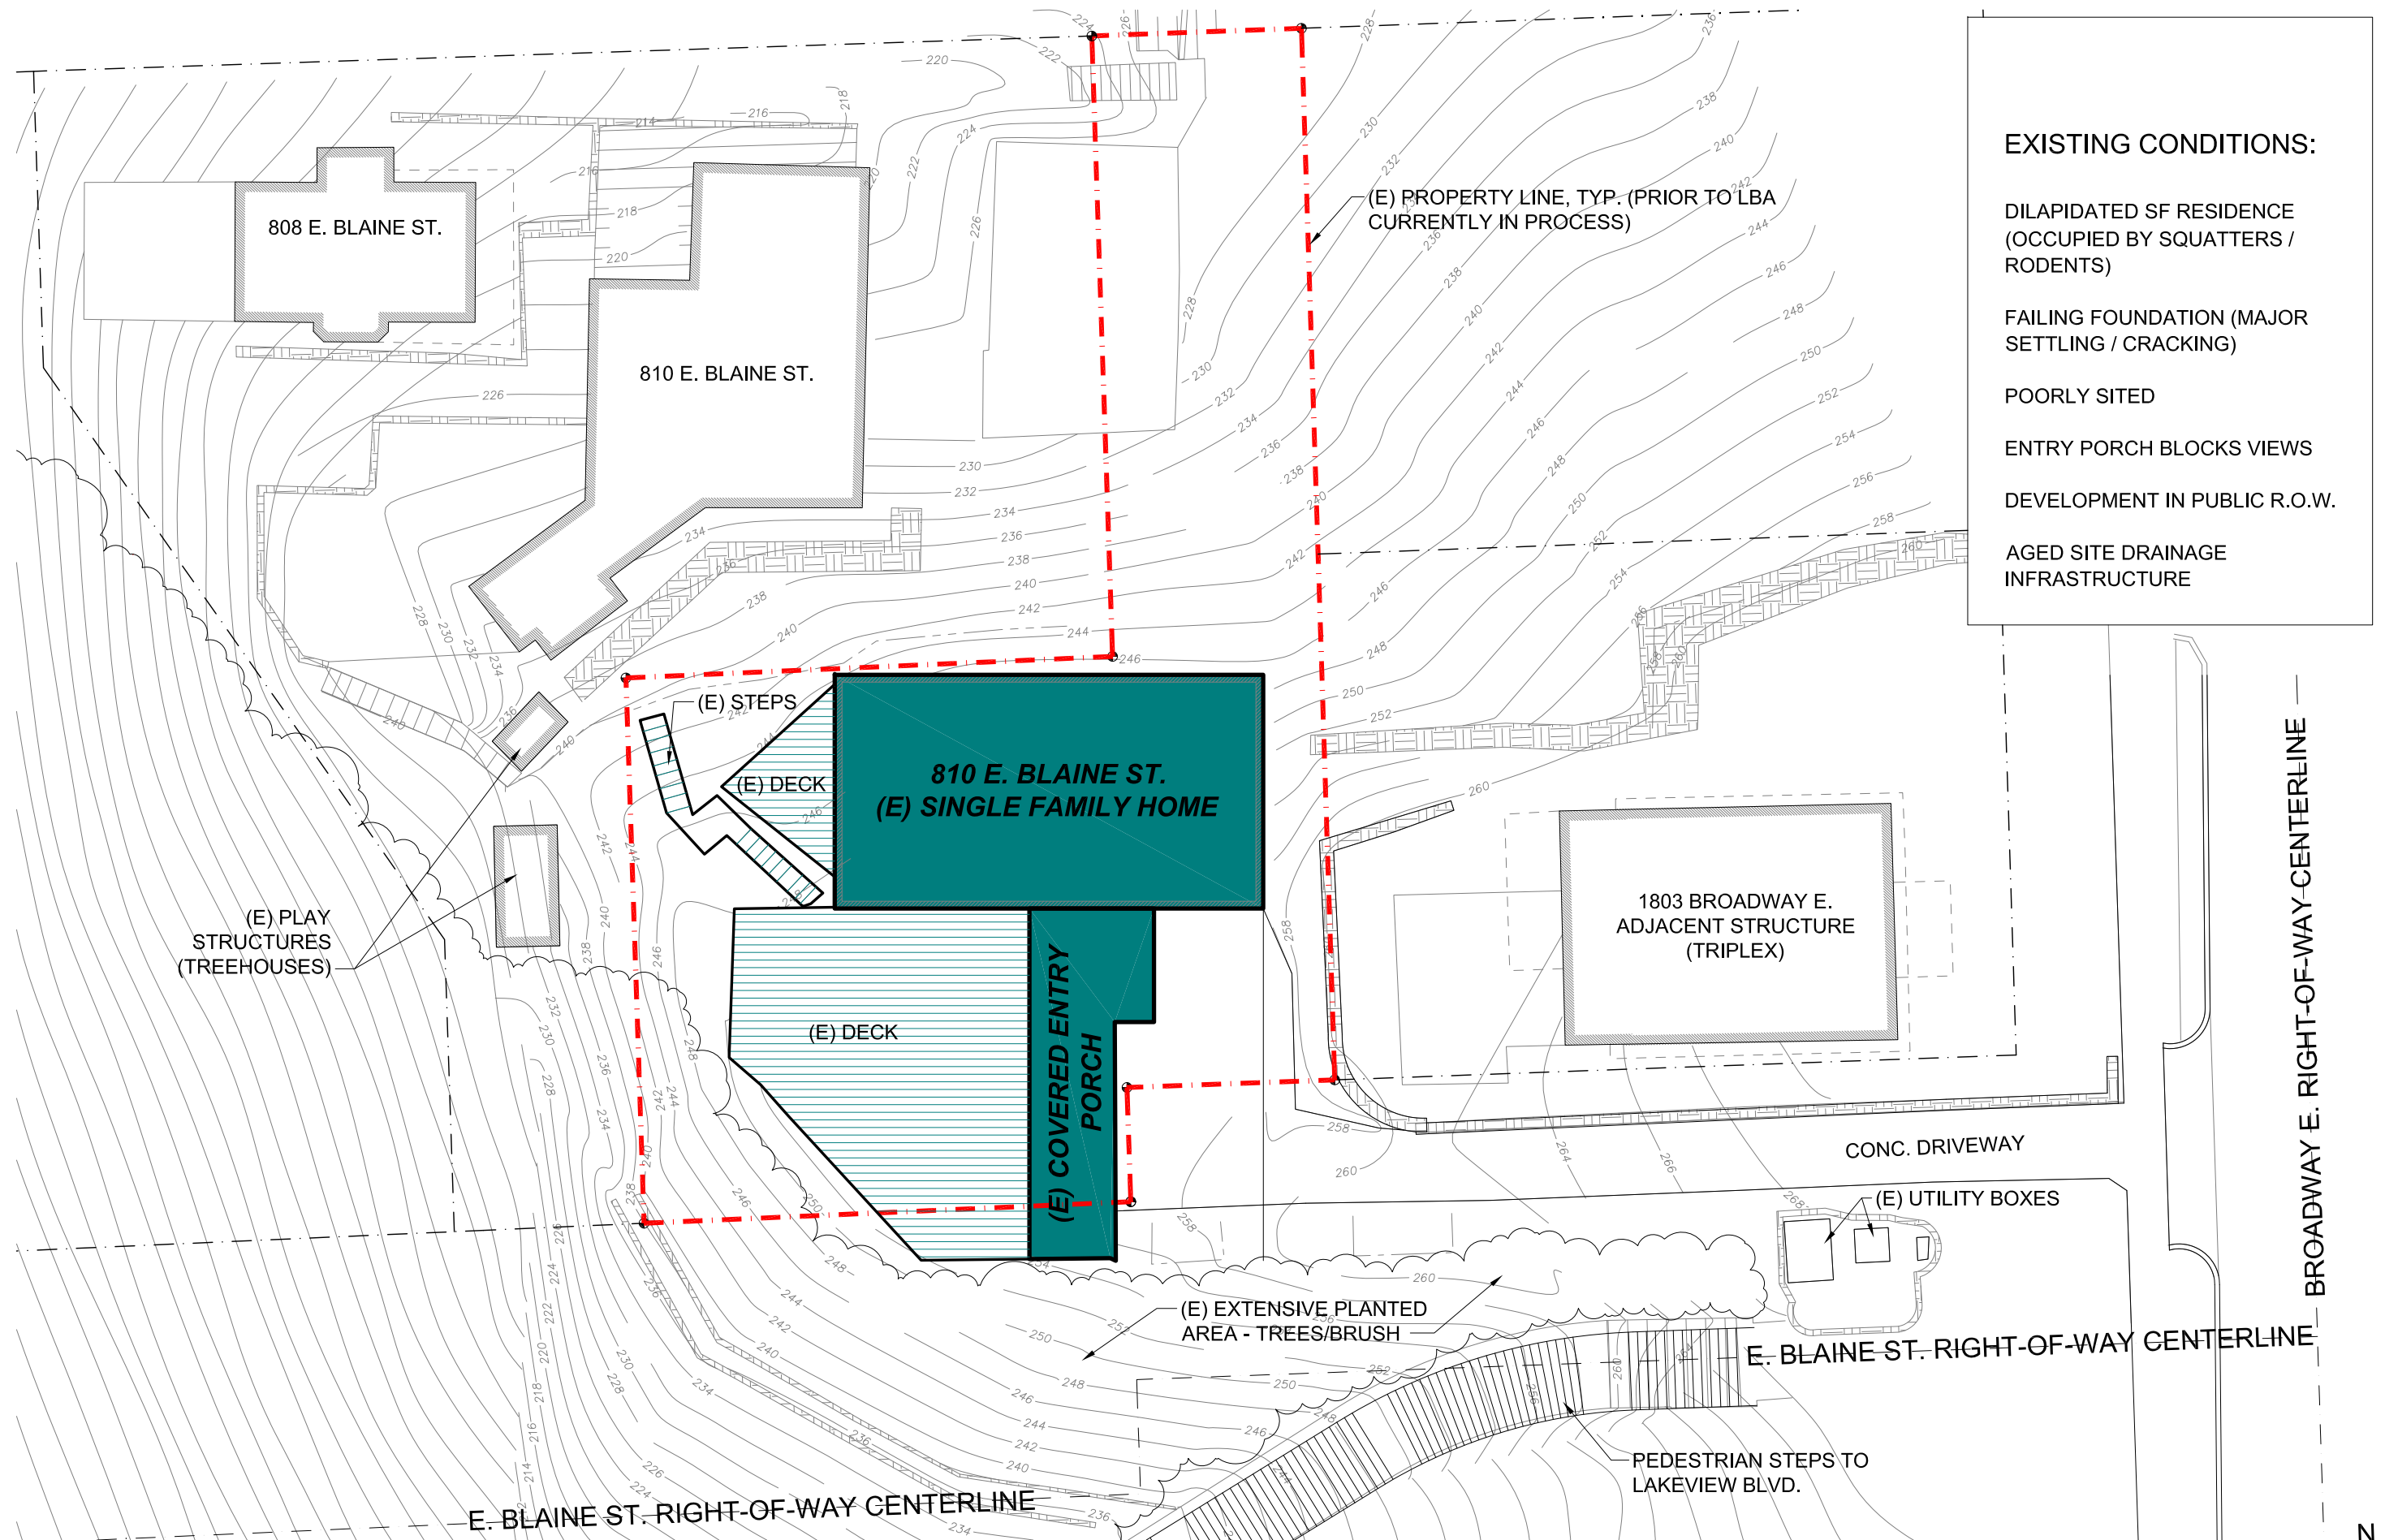 EXISTING CONDITIONS:
DILAPIDATED SF RESIDENCE
(OCCUPIED BY SQUATTERS /
RODENTS)
FAILING FOUNDATION (MAJOR
SETTLING / CRACKING)
POORLY SITED
ENTRY PORCH BLOCKS VIEWS
DEVELOPMENT IN PUBLIC R.O.W.
AGED SITE DRAINAGE
INFRASTRUCTURE
(E) PROPERTY LINE, TYP. (PRIOR TO LBA
CURRENTLY IN PROCESS)
808 E. BLAINE ST.
810 E. BLAINE ST.
(E) STEPS
(E) DECK
810 E. BLAINE ST.
(E) SINGLE FAMILY HOME
(E) PLAY
STRUCTURES
(TREEHOUSES)
(E) DECK
(E) COVERED ENTRY
PORCH
1803 BROADWAY E.
ADJACENT STRUCTURE
(TRIPLEX)
CONC. DRIVEWAY
(E) UTILITY BOXES
(E) EXTENSIVE PLANTED
AREA - TREES/BRUSH
PEDESTRIAN STEPS TO
LAKEVIEW BLVD.
E. BLAINE ST. RIGHT-OF-WAY CENTERLINE
E. BLAINE ST. RIGHT-OF-WAY CENTERLINE
BROADWAY E. RIGHT-OF-WAY CENTERLINE
N